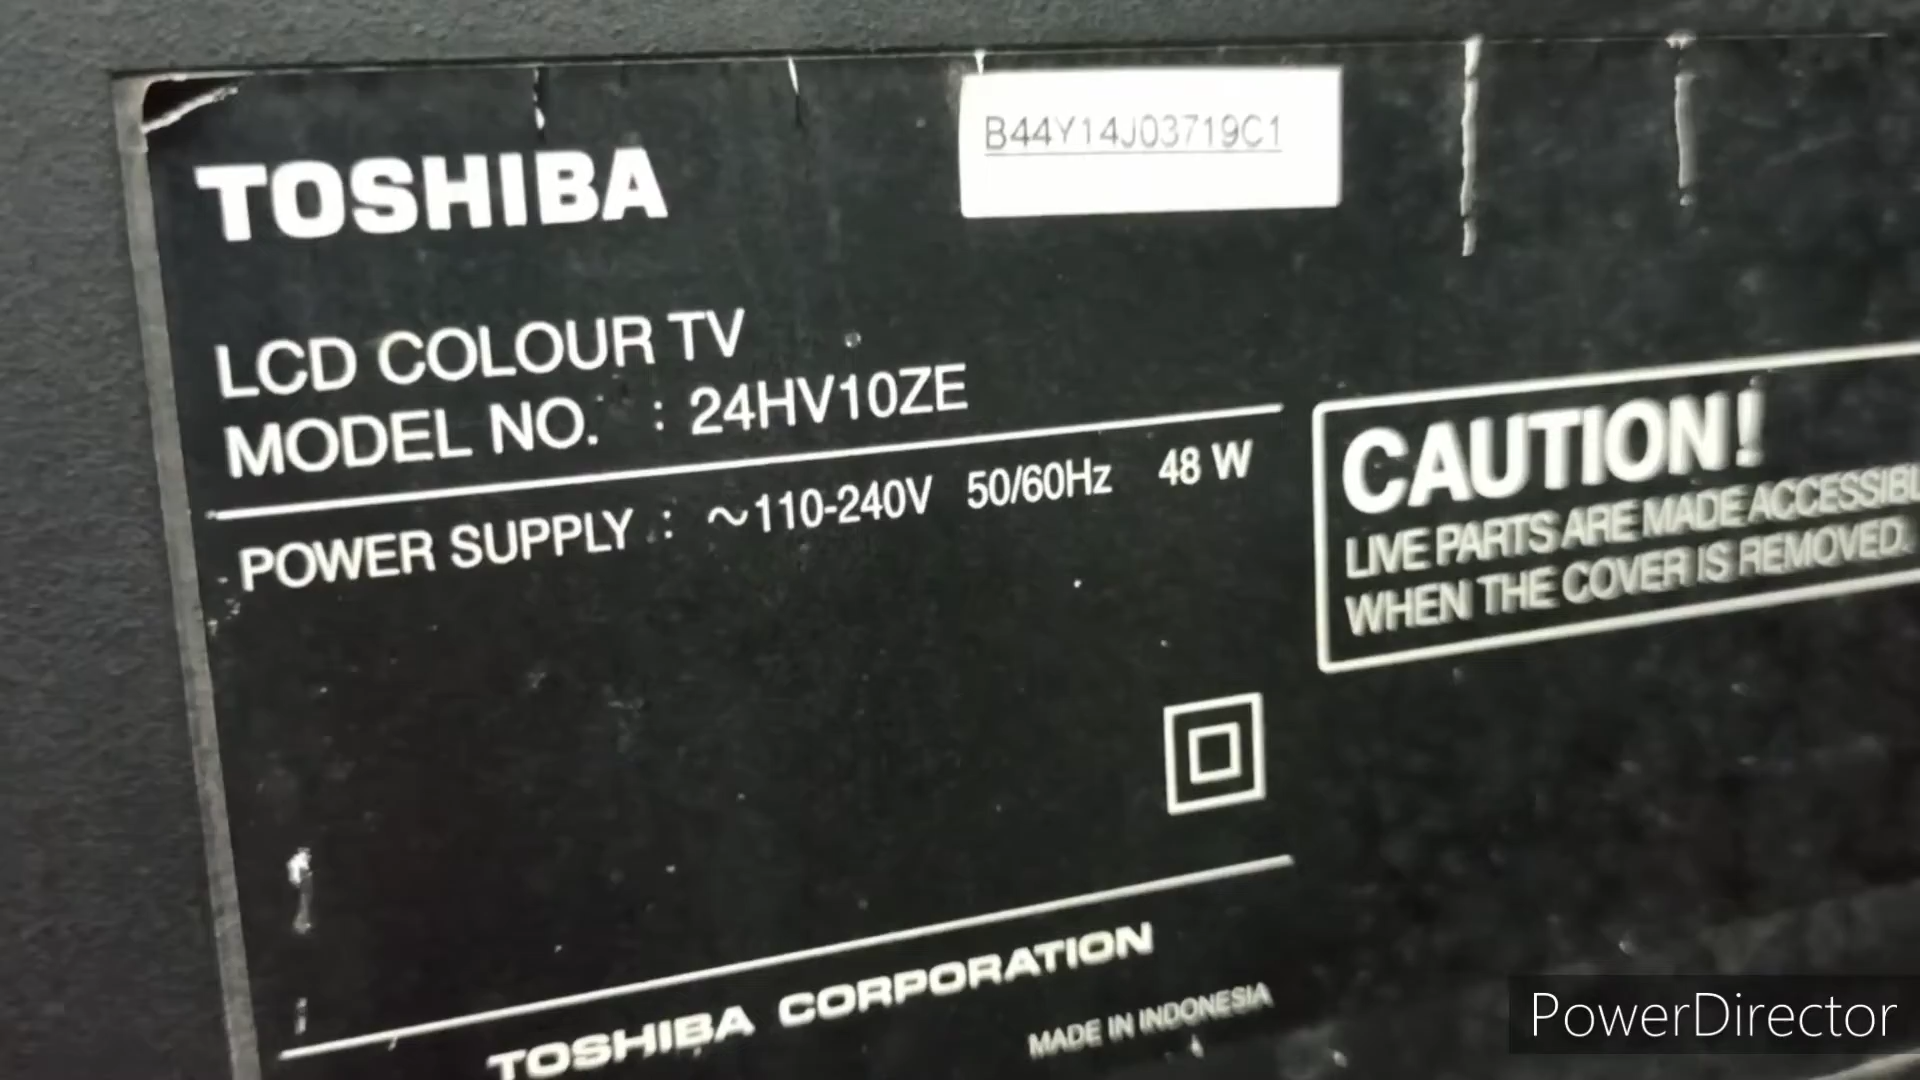 B44Y14J03719C1
TOSHIBA
LCD COLOUR TV
MODEL NO. : 24HV10ZE
POWER SUPPLY : ~110-240V 50/60Hz 48 W
CAUTION!
LIVE PARTS ARE MADE ACCESSIBL
WHEN THE COVER IS REMOVED.
TOSHIBA CORPORATION
MADE IN INDONESIA
PowerDirector